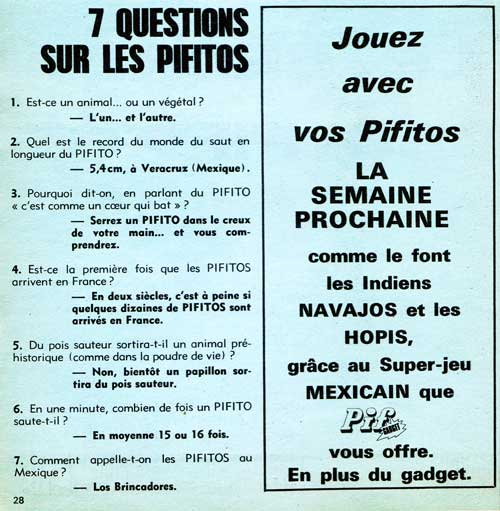 7 QUESTIONS
SUR LES PIFITOS
1. Est-ce un animal... ou un végétal ?
— L'un... et l'autre.
2. Quel est le record du monde du saut en
longueur du PIFITO ?
— 5,4 cm, à Veracruz (Mexique).
3. Pourquoi dit-on, en parlant du PIFITO
« c'est comme un cœur qui bat » ?
— Serrez un PIFITO dans le creux
de votre main... et vous com-
prendrez.
4. Est-ce la première fois que les PIFITOS
arrivent en France ?
— En deux siècles, c'est à peine si
quelques dizaines de PIFITOS sont
arrivés en France.
5. Du pois sauteur sortira-t-il un animal pré-
historique (comme dans la poudre de vie) ?
— Non, bientôt un papillon sor-
tira du pois sauteur.
6. En une minute, combien de fois un PIFITO
saute-t-il ?
— En moyenne 15 ou 16 fois.
7. Comment appelle-t-on les PIFITOS au
Mexique ?
— Los Brincadores.
28
Jouez
avec
vos Pifitos
LA
SEMAINE
PROCHAINE
comme le font
les Indiens
NAVAJOS et les
HOPIS,
grâce au Super-jeu
MEXICAIN que
Pif
GADGET
vous offre.
En plus du gadget.